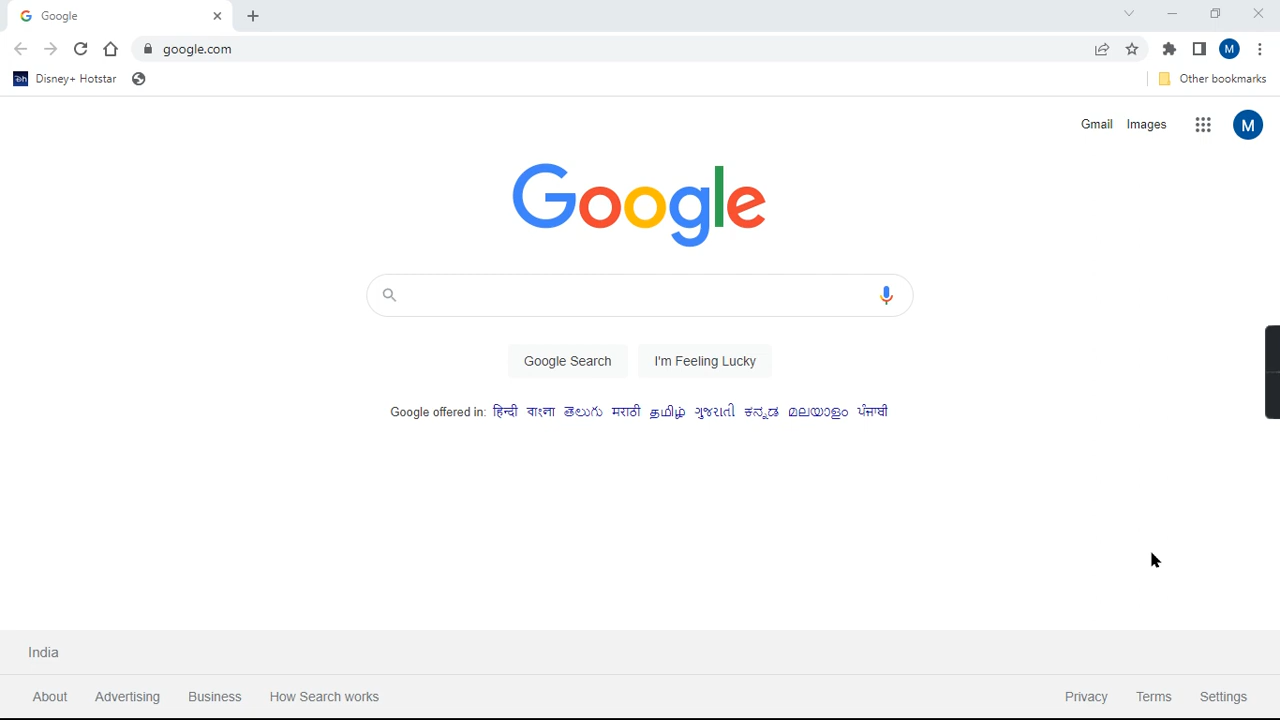 Google
google.com
Disney+ Hotstar
Other bookmarks
Gmail Images M
Google
Google Search I'm Feeling Lucky
Google offered in: हिन्दी বাংলা తెలుగు मराठी தமிழ் ગુજરાતી ಕನ್ನಡ മലയാളം ਪੰਜਾਬੀ
India
About Advertising Business How Search works Privacy Terms Settings